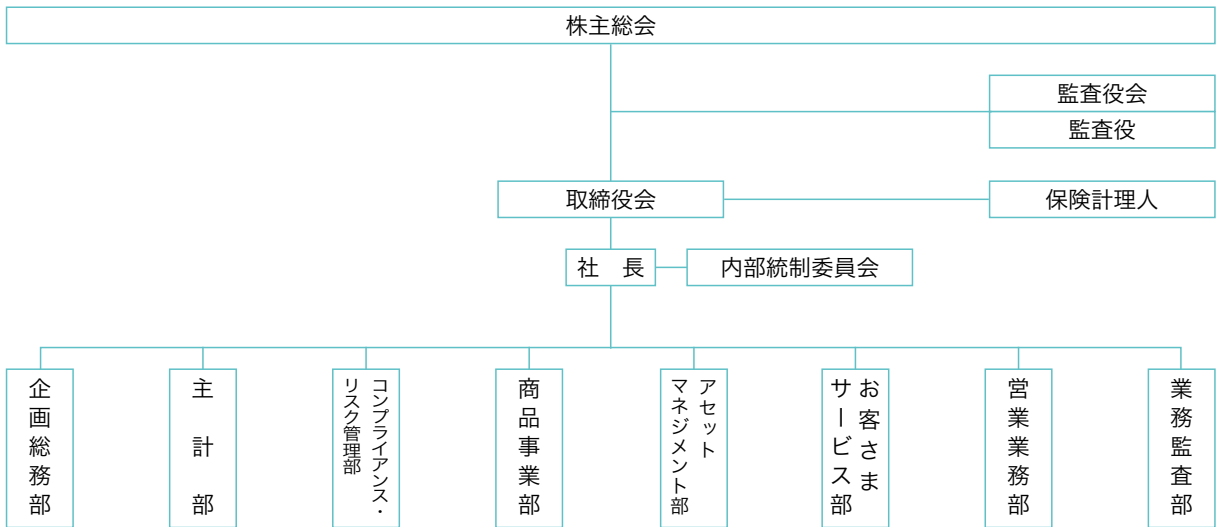 株主総会
監査役会
監査役
取締役会
保険計理人
社　長
内部統制委員会
企画総務部
主計部
コンプライアンス・
リスク管理部
商品事業部
アセット
マネジメント部
お客さま
サービス部
営業業務部
業務監査部